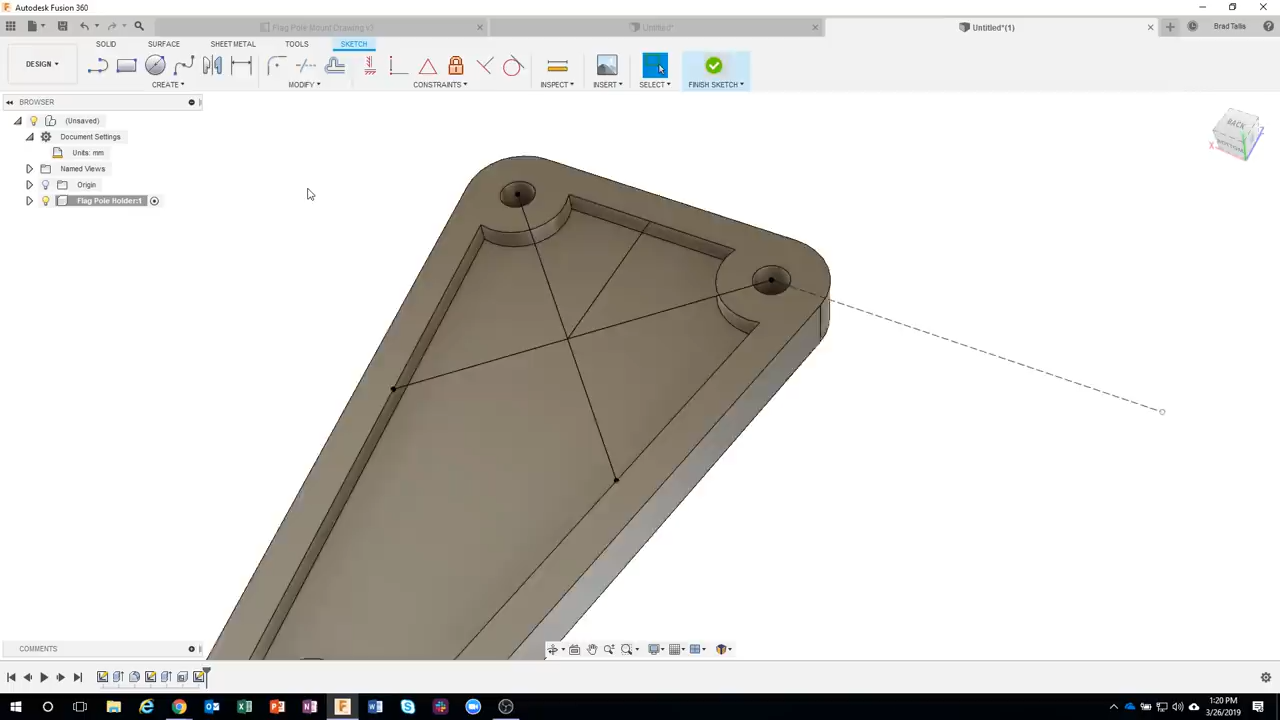 Autodesk Fusion 360
Flag Pole Mount Drawing v3
Untitled*
Untitled*(1)
Brad Tallis
SOLID
SURFACE
SHEET METAL
TOOLS
SKETCH
DESIGN
CREATE
MODIFY
CONSTRAINTS
INSPECT
INSERT
SELECT
FINISH SKETCH
BROWSER
(Unsaved)
Document Settings
Units: mm
Named Views
Origin
Flag Pole Holder:1
BACK
BOTTOM
X
Z
COMMENTS
1:20 PM
3/26/2019